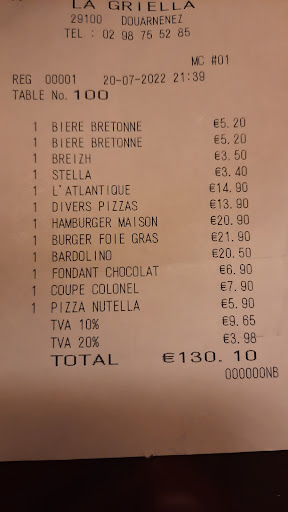 LA GRIELLA
29100 DOUARNENEZ
TEL : 02 98 75 52 85
MC #01
REG 00001 20-07-2022 21:39
TABLE No. 100
1 BIERE BRETONNE €5.20
1 BIERE BRETONNE €5.20
1 BREIZH €3.50
1 STELLA €3.40
1 L'ATLANTIQUE €14.90
1 DIVERS PIZZAS €13.90
1 HAMBURGER MAISON €20.90
1 BURGER FOIE GRAS €21.90
1 BARDOLINO €20.50
1 FONDANT CHOCOLAT €6.90
1 COUPE COLONEL €7.90
1 PIZZA NUTELLA €5.90
TVA 10% €9.65
TVA 20% €3.98
TOTAL €130.10
000000NB